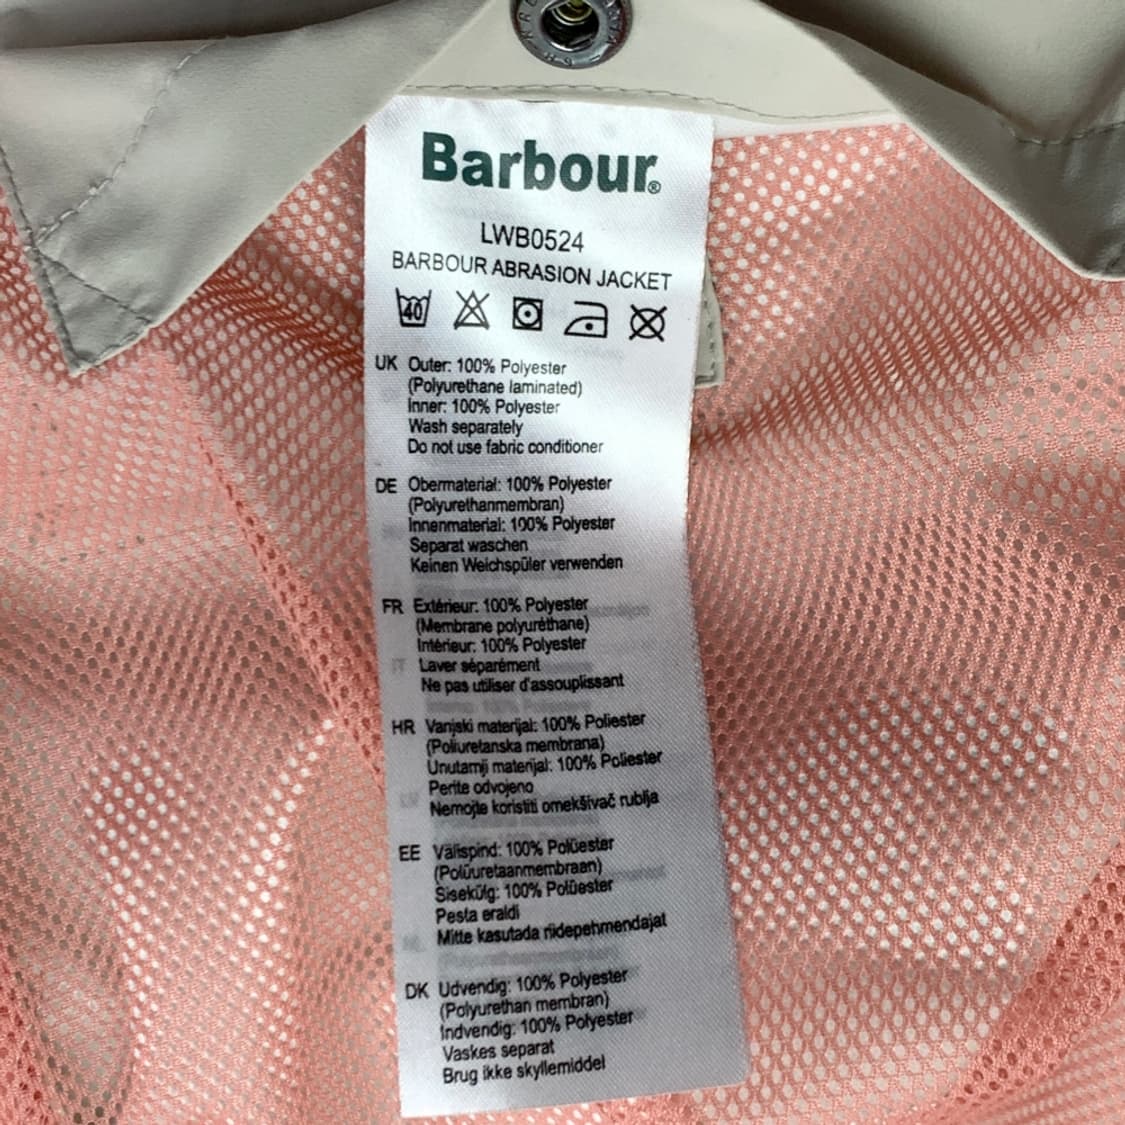 Barbour®
LWB0524
BARBOUR ABRASION JACKET
40
UK Outer: 100% Polyester
(Polyurethane laminated)
Inner: 100% Polyester
Wash separately
Do not use fabric conditioner
DE Obermaterial: 100% Polyester
(Polyurethanmembran)
Innenmaterial: 100% Polyester
Separat waschen
Keinen Weichspüler verwenden
FR Extérieur: 100% Polyester
(Membrane polyuréthane)
Intérieur: 100% Polyester
Laver séparément
Ne pas utiliser d'assouplissant
HR Vanjski materijal: 100% Poliester
(Poliuretanska membrana)
Unutarnji materijal: 100% Poliester
Perite odvojeno
Nemojte koristiti omekšivač rublja
EE Välispind: 100% Polüester
(Polüuretaanmembraan)
Sisekülg: 100% Polüester
Pesta eraldi
Mitte kasutada riidepehmendajat
DK Udvendig: 100% Polyester
(Polyurethan membran)
Indvendig: 100% Polyester
Vaskes separat
Brug ikke skyllemiddel